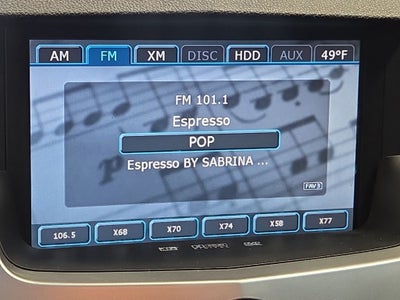 AM FM XM DISC HDD AUX 49°F
FM 101.1
Espresso
POP
Espresso BY SABRINA ...
FAV3
106.5 X68 X70 X74 X58 X77